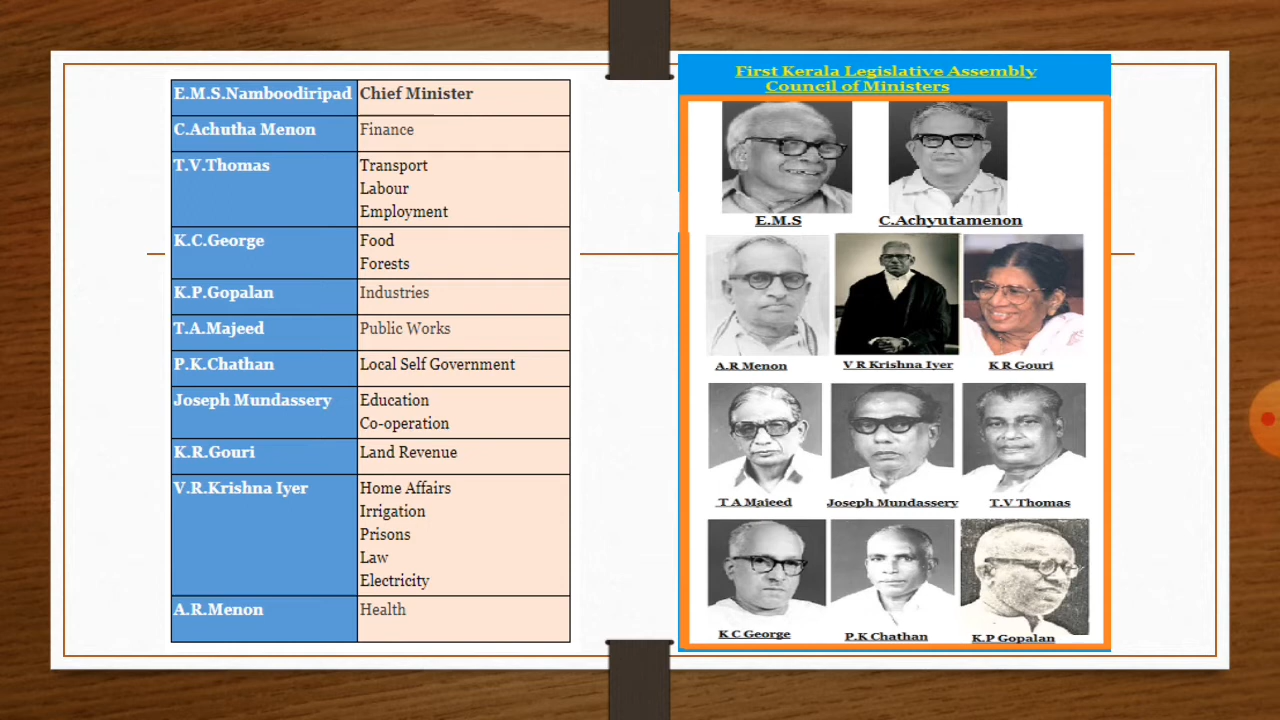 E.M.S.Namboodiripad Chief Minister
C.Achutha Menon Finance
T.V.Thomas Transport
Labour
Employment
K.C.George Food
Forests
K.P.Gopalan Industries
T.A.Majeed Public Works
P.K.Chathan Local Self Government
Joseph Mundassery Education
Co-operation
K.R.Gouri Land Revenue
V.R.Krishna Iyer Home Affairs
Irrigation
Prisons
Law
Electricity
A.R.Menon Health
First Kerala Legislative Assembly
Council of Ministers
E.M.S C.Achyutamenon
A.R Menon V R Krishna Iyer K R Gouri
T A Majeed Joseph Mundassery T.V Thomas
K C George P.K Chathan K.P Gopalan